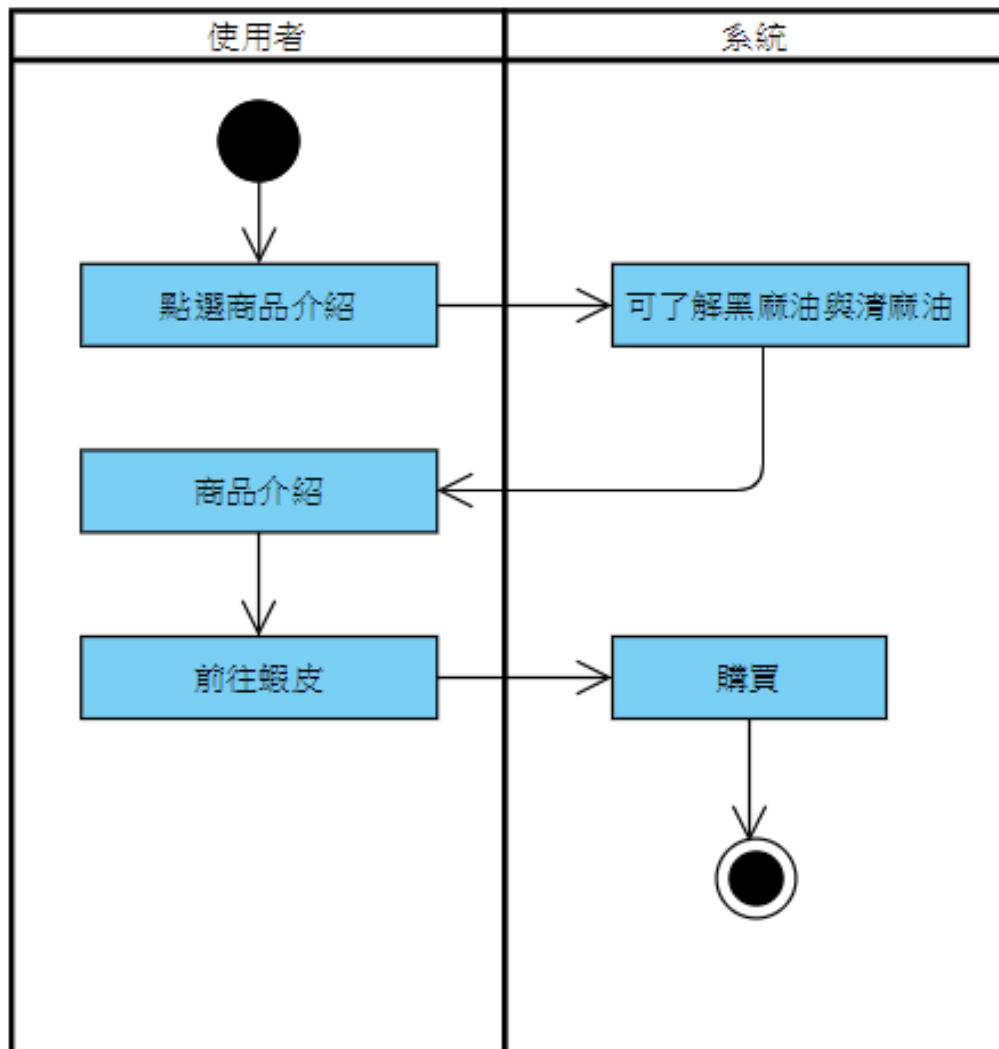 使用者
系統
點選商品介紹
可了解黑麻油與清麻油
商品介紹
前往蝦皮
購買